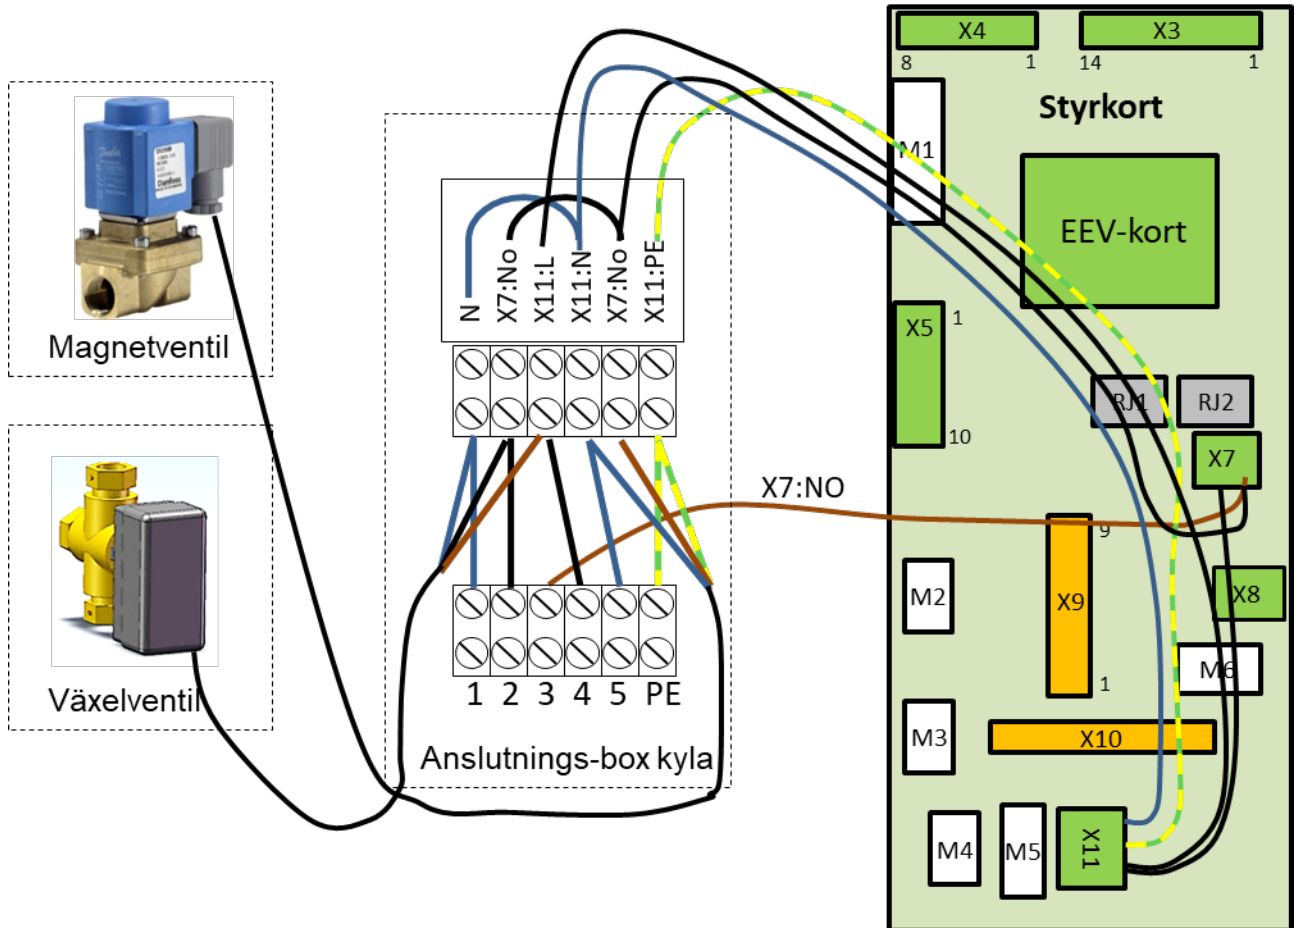 X4
X3
8
1
14
1
Styrkort
M1
EEV-kort
Danfoss
Magnetventil
N
X7:No
X11:L
X11:N
X7:No
X11:PE
X5
1
10
RJ1
RJ2
X7
X7:NO
9
X9
1
M2
X8
M6
Växelventil
1 2 3 4 5 PE
Anslutnings-box kyla
M3
X10
M4
M5
X11